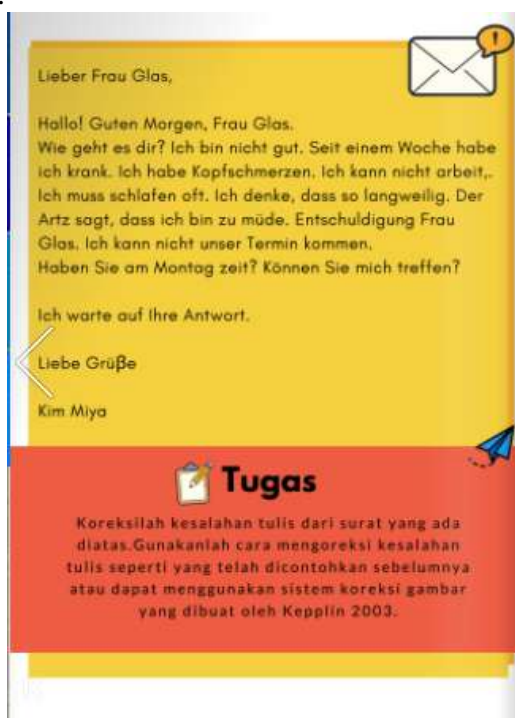 Lieber Frau Glas,
Hallo! Guten Morgen, Frau Glas.
Wie geht es dir? Ich bin nicht gut. Seit einem Woche habe
ich krank. Ich habe Kopfschmerzen. Ich kann nicht arbeit,.
Ich muss schlafen oft. Ich denke, dass so langweilig. Der
Artz sagt, dass ich bin zu müde. Entschuldigung Frau
Glas. Ich kann nicht unser Termin kommen.
Haben Sie am Montag zeit? Können Sie mich treffen?
Ich warte auf Ihre Antwort.
Liebe Grüβe
Kim Miya
Tugas
Koreksilah kesalahan tulis dari surat yang ada
diatas.Gunakanlah cara mengoreksi kesalahan
tulis seperti yang telah dicontohkan sebelumnya
atau dapat menggunakan sistem koreksi gambar
yang dibuat oleh Kepplin 2003.